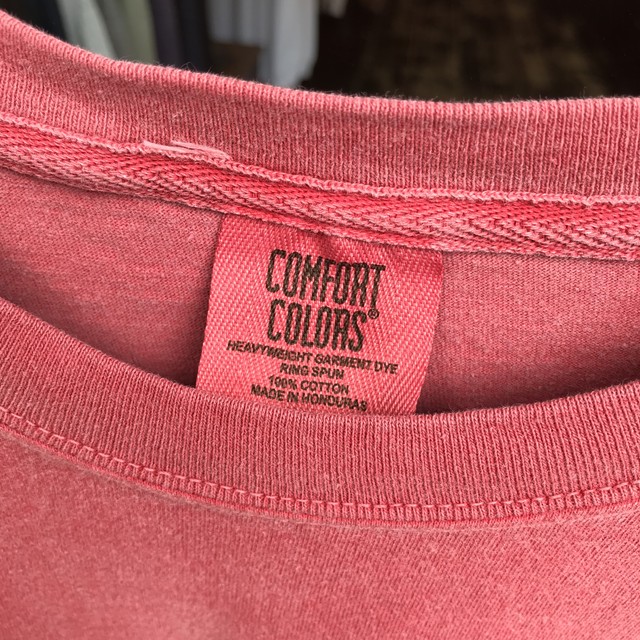 COMFORT
COLORS®
HEAVYWEIGHT GARMENT DYE
RING SPUN
100% COTTON
MADE IN HONDURAS